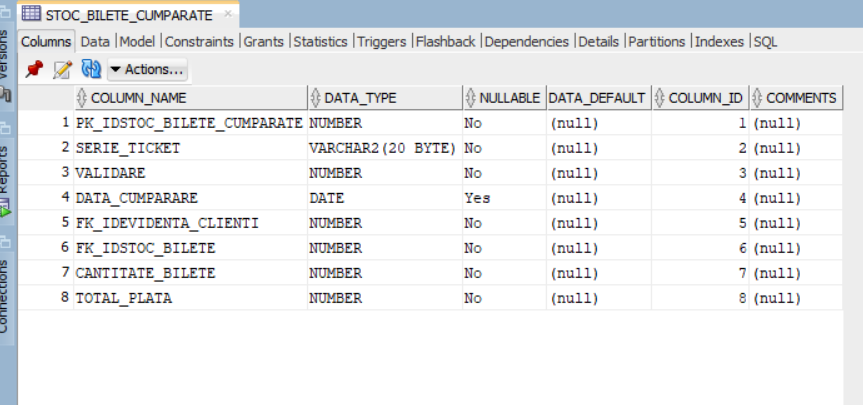 STOC_BILETE_CUMPARATE ×
Columns Data Model Constraints Grants Statistics Triggers Flashback Dependencies Details Partitions Indexes SQL
Actions...
COLUMN_NAME DATA_TYPE NULLABLE DATA_DEFAULT COLUMN_ID COMMENTS
1 PK_IDSTOC_BILETE_CUMPARATE NUMBER No (null) 1 (null)
2 SERIE_TICKET VARCHAR2(20 BYTE) No (null) 2 (null)
3 VALIDARE NUMBER No (null) 3 (null)
4 DATA_CUMPARARE DATE Yes (null) 4 (null)
5 FK_IDEVIDENTA_CLIENTI NUMBER No (null) 5 (null)
6 FK_IDSTOC_BILETE NUMBER No (null) 6 (null)
7 CANTITATE_BILETE NUMBER No (null) 7 (null)
8 TOTAL_PLATA NUMBER No (null) 8 (null)
Versions
Reports
Connections